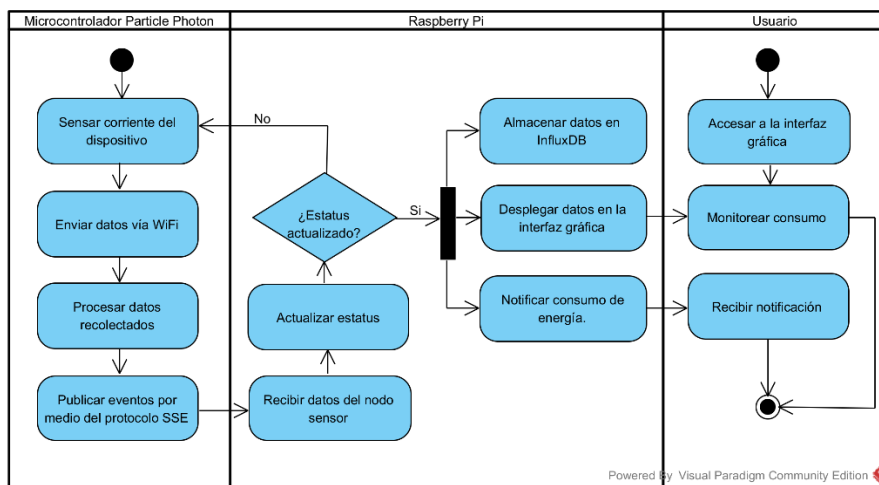 Microcontrolador Particle Photon
Raspberry Pi
Usuario
Sensar corriente del
dispositivo
Enviar datos vía WiFi
Procesar datos
recolectados
Publicar eventos por
medio del protocolo SSE
No
¿Estatus
actualizado?
Si
Actualizar estatus
Recibir datos del nodo
sensor
Almacenar datos en
InfluxDB
Desplegar datos en la
interfaz gráfica
Notificar consumo de
energía.
Accesar a la interfaz
gráfica
Monitorear consumo
Recibir notificación
Powered By Visual Paradigm Community Edition